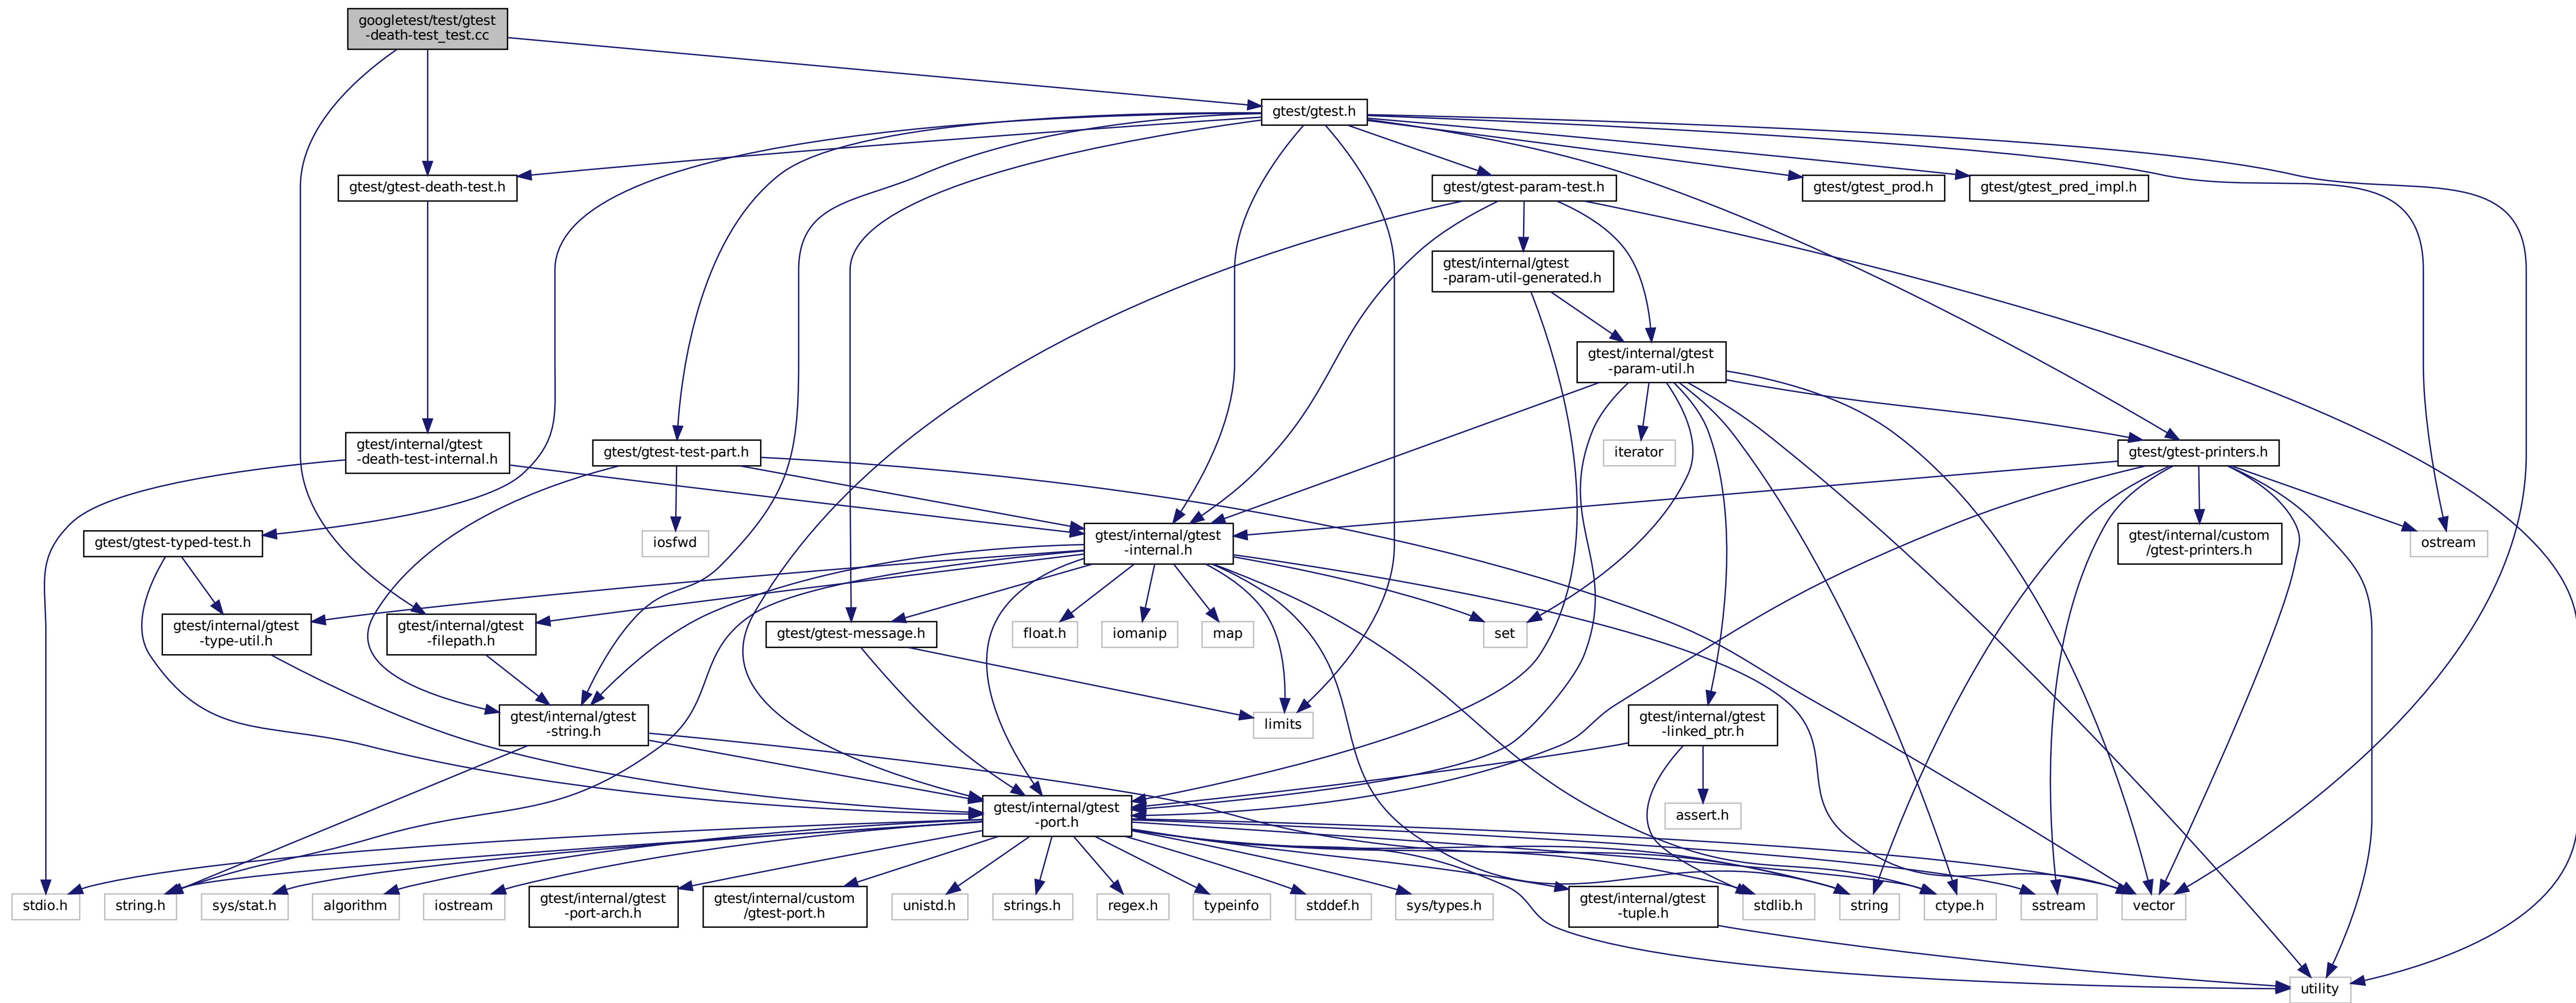 googletest/test/gtest
-death-test_test.cc
gtest/gtest.h
gtest/gtest-death-test.h
gtest/gtest-param-test.h
gtest/gtest_prod.h
gtest/gtest_pred_impl.h
gtest/internal/gtest
-param-util-generated.h
gtest/internal/gtest
-param-util.h
gtest/internal/gtest
-death-test-internal.h
gtest/gtest-test-part.h
iterator
gtest/gtest-printers.h
gtest/gtest-typed-test.h
iosfwd
gtest/internal/gtest
-internal.h
gtest/internal/custom
/gtest-printers.h
ostream
gtest/internal/gtest
-type-util.h
gtest/internal/gtest
-filepath.h
gtest/gtest-message.h
float.h
iomanip
map
set
gtest/internal/gtest
-string.h
limits
gtest/internal/gtest
-linked_ptr.h
gtest/internal/gtest
-port.h
assert.h
stdio.h
string.h
sys/stat.h
algorithm
iostream
gtest/internal/gtest
-port-arch.h
gtest/internal/custom
/gtest-port.h
unistd.h
strings.h
regex.h
typeinfo
stddef.h
sys/types.h
gtest/internal/gtest
-tuple.h
stdlib.h
string
ctype.h
sstream
vector
utility